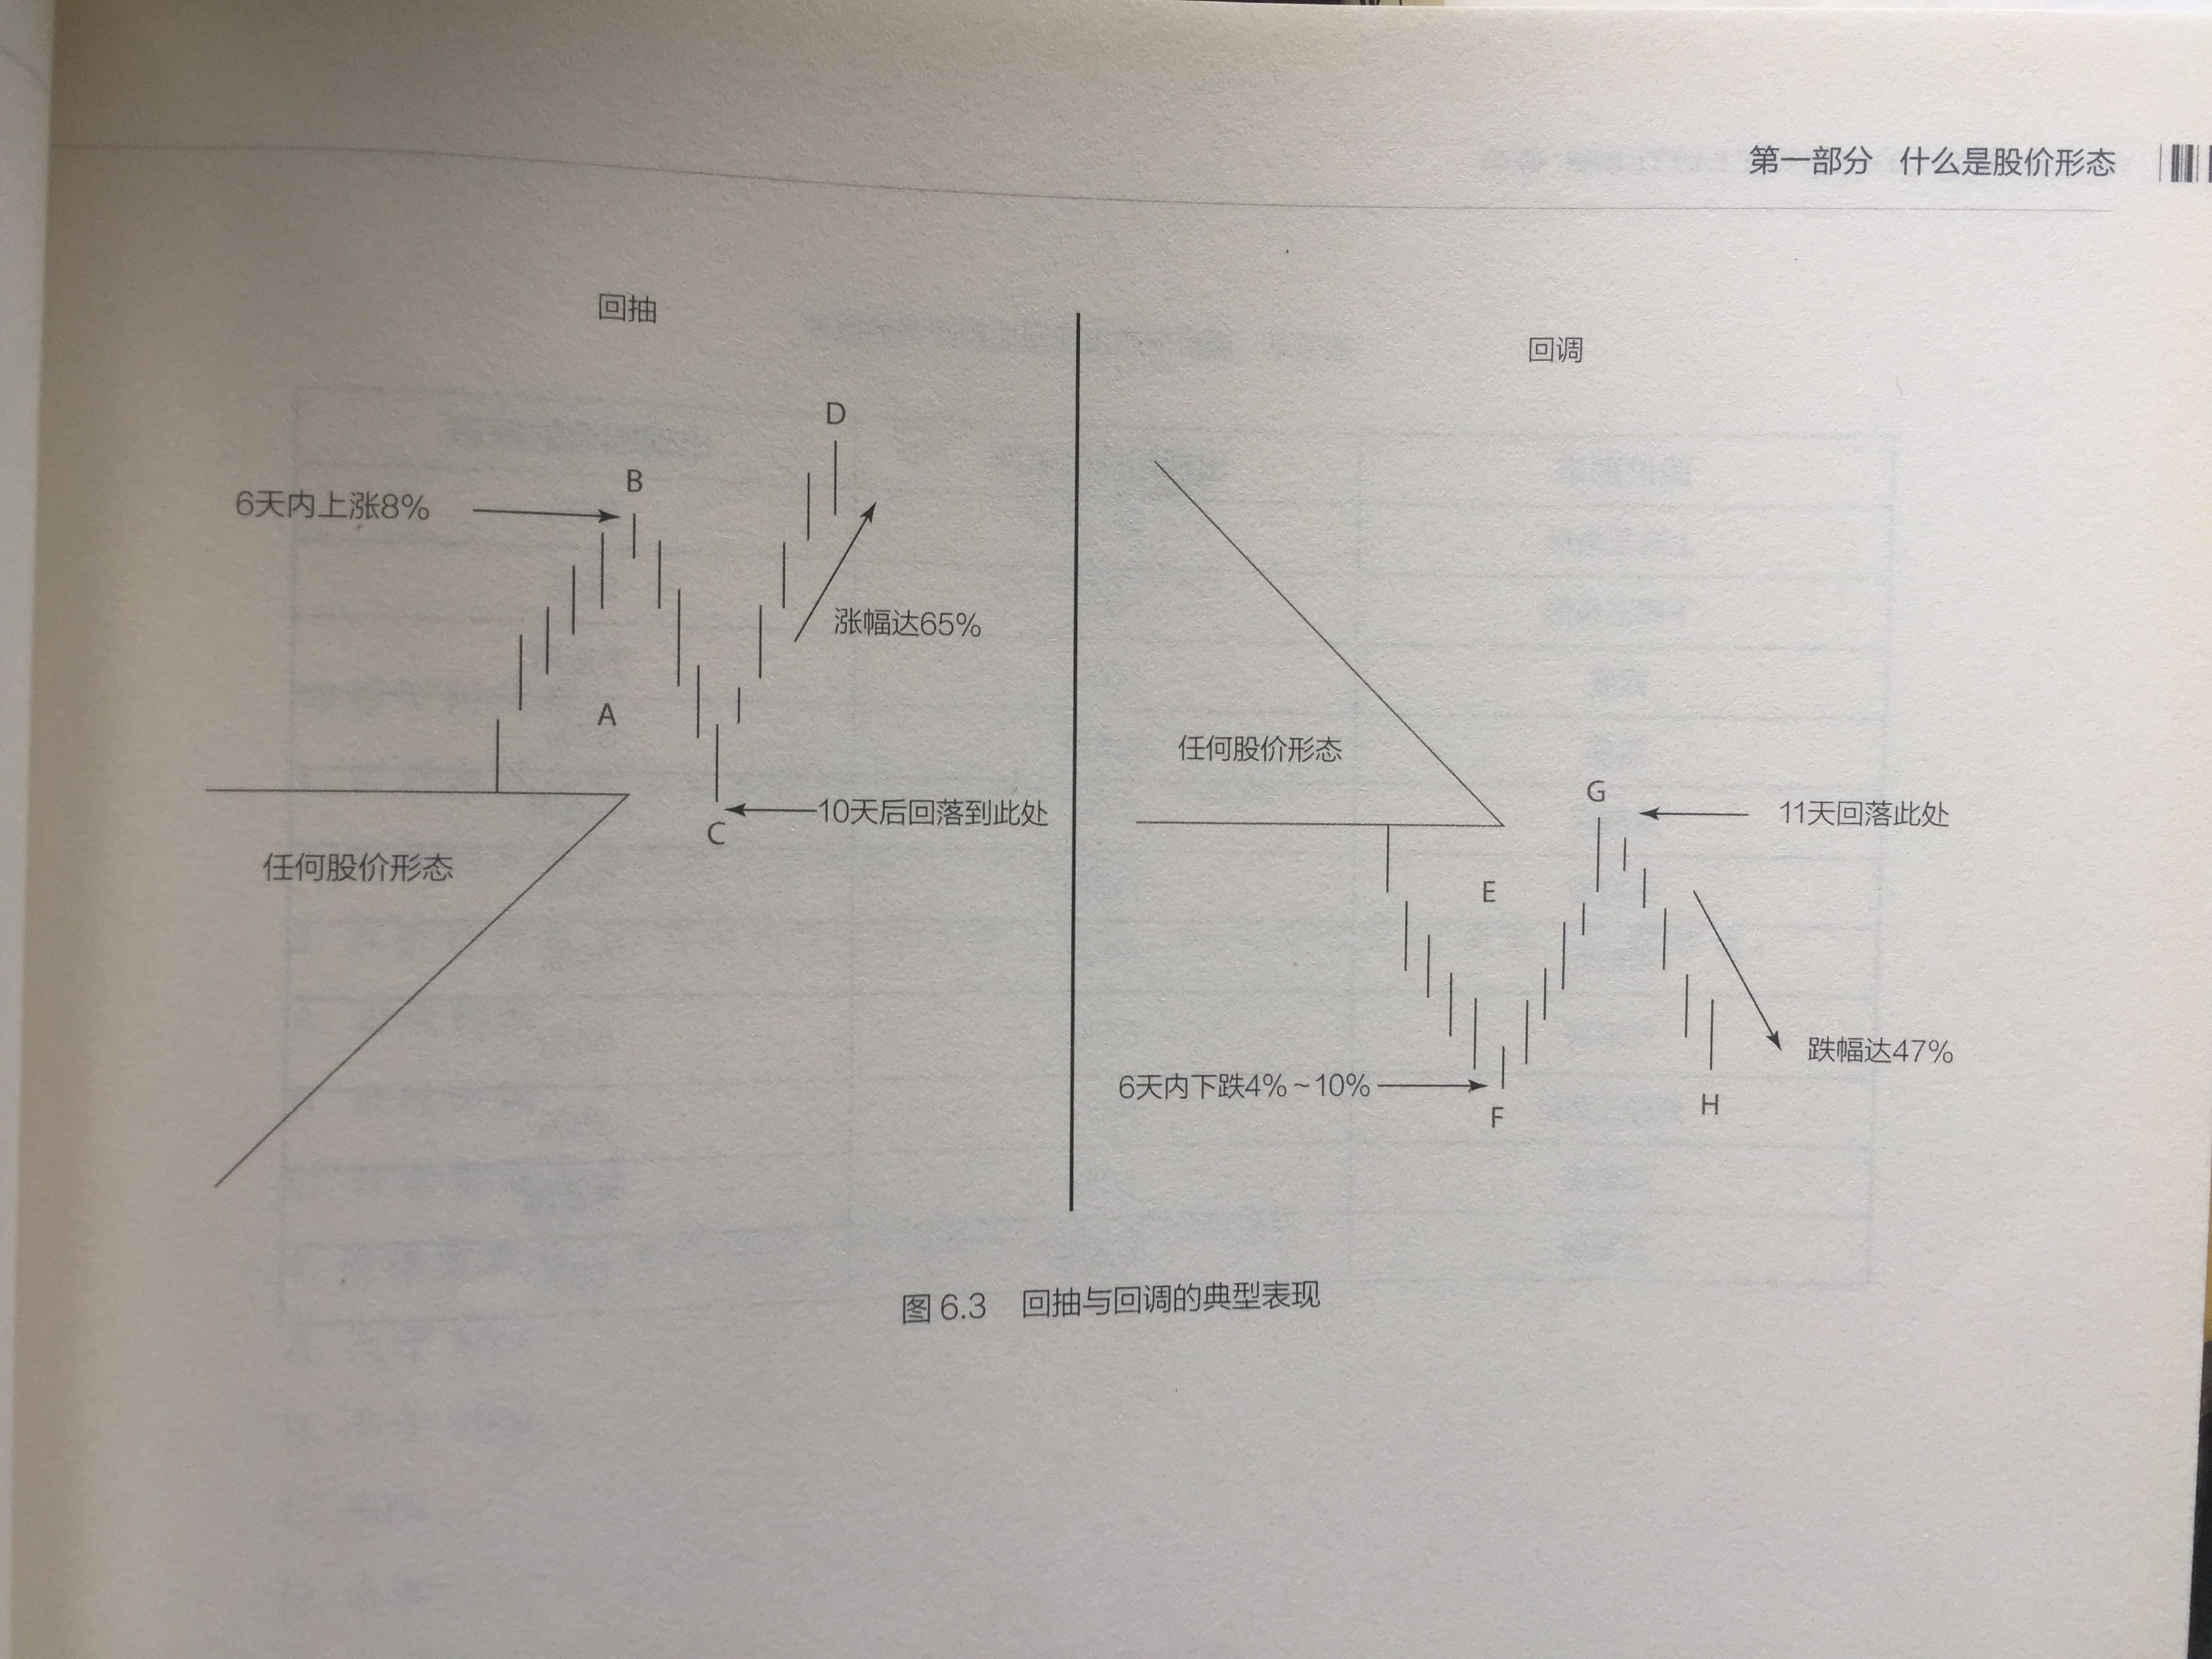 第一部分 什么是股价形态
回抽
6天内上涨8%
B
D
A
涨幅达65%
任何股价形态
C
10天后回落到此处
回调
任何股价形态
G
11天回落此处
E
6天内下跌4%~10%
F
H
跌幅达47%
图 6.3 回抽与回调的典型表现